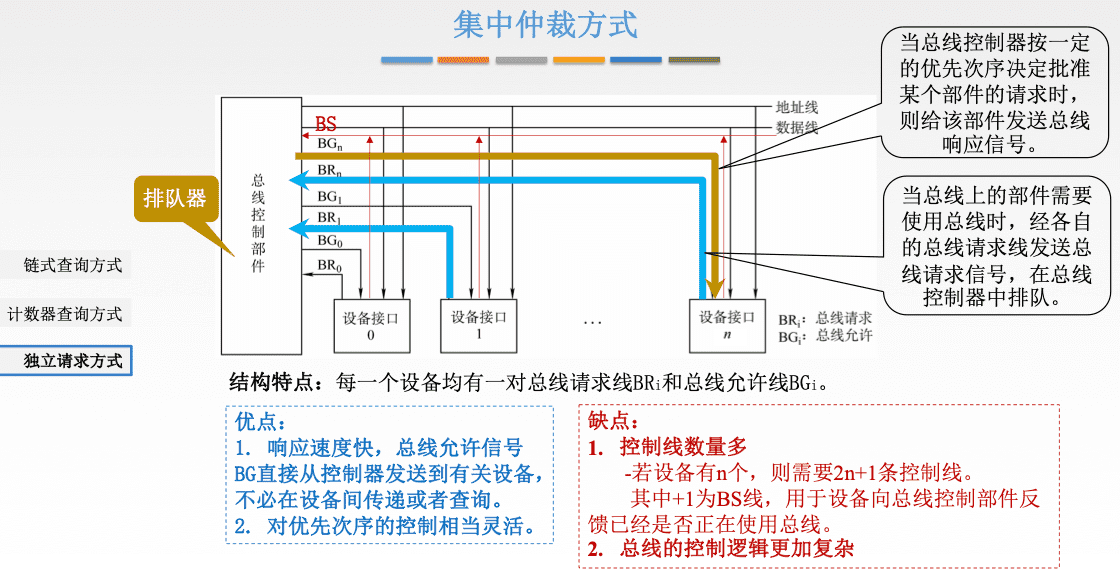 集中仲裁方式
当总线控制器按一定
的优先次序决定批准
某个部件的请求时，
则给该部件发送总线
响应信号。
地址线
数据线
BS
BGn
BRn
BG1
BR1
BG0
BR0
总线控制部件
排队器
当总线上的部件需要
使用总线时，经各自
的总线请求线发送总
线请求信号，在总线
控制器中排队。
链式查询方式
计数器查询方式
独立请求方式
设备接口
0
设备接口
1
...
设备接口
n
BRi：总线请求
BGi：总线允许
结构特点：每一个设备均有一对总线请求线BRi和总线允许线BGi。
优点：
1. 响应速度快，总线允许信号
BG直接从控制器发送到有关设备，
不必在设备间传递或者查询。
2. 对优先次序的控制相当灵活。
缺点：
1. 控制线数量多
-若设备有n个，则需要2n+1条控制线。
其中+1为BS线，用于设备向总线控制部件反
馈已经是否正在使用总线。
2. 总线的控制逻辑更加复杂